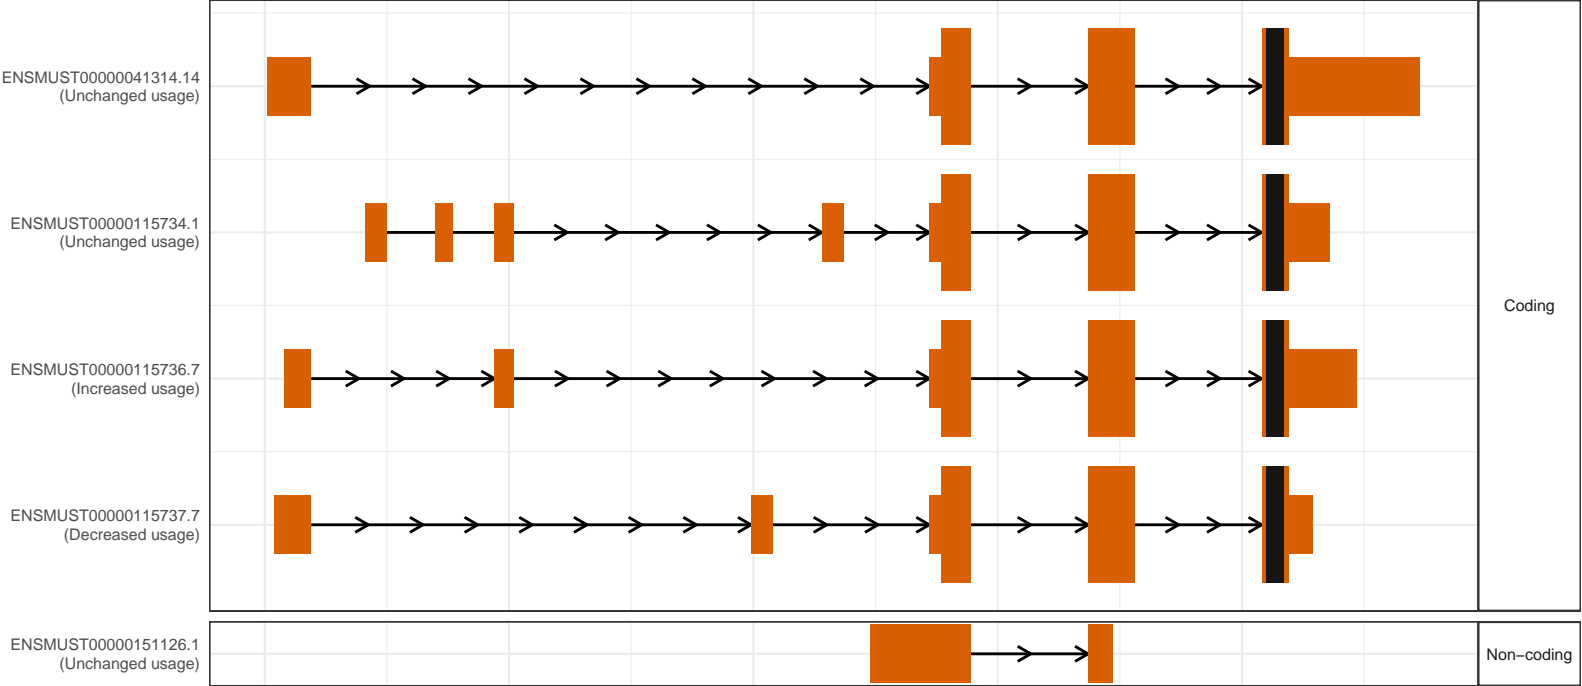 ENSMUST00000041314.14
(Unchanged usage)
ENSMUST00000115734.1
(Unchanged usage)
ENSMUST00000115736.7
(Increased usage)
ENSMUST00000115737.7
(Decreased usage)
Coding
ENSMUST00000151126.1
(Unchanged usage)
Non−coding